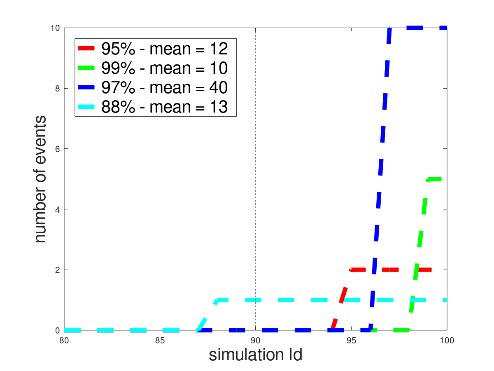 10
8
6
4
2
0
number of events
95% - mean = 12
99% - mean = 10
97% - mean = 40
88% - mean = 13
80 85 90 95 100
simulation Id